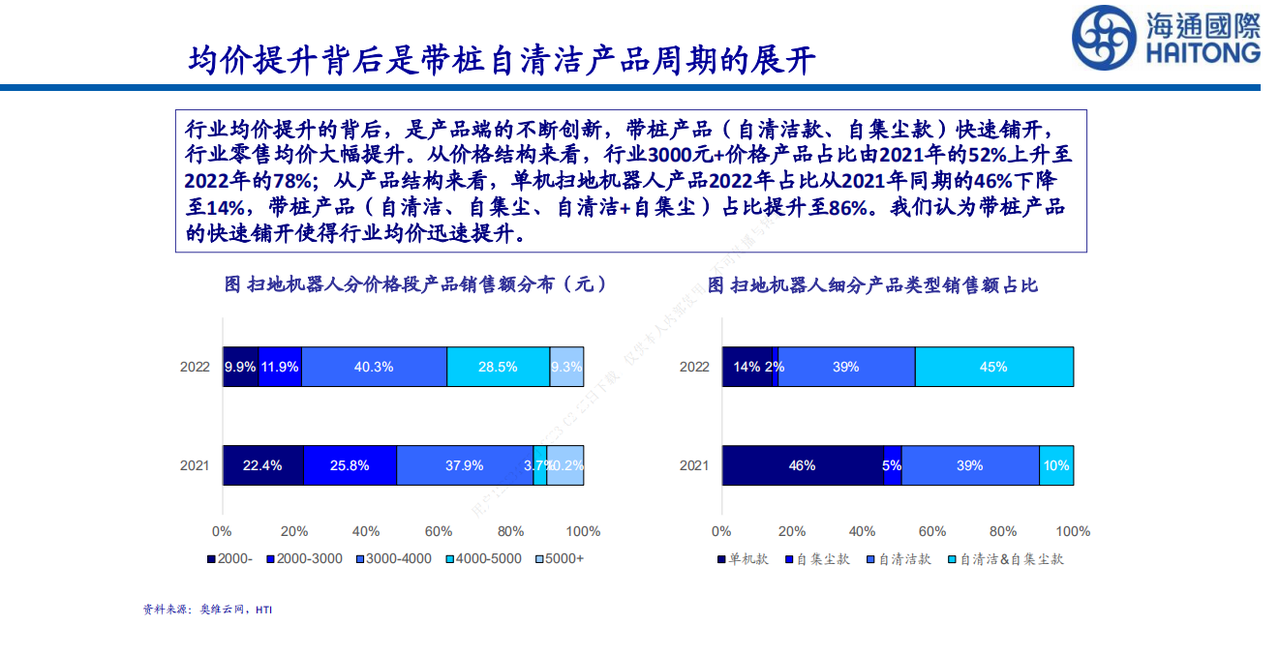 海通國際
HAITONG
均价提升背后是带桩自清洁产品周期的展开
行业均价提升的背后，是产品端的不断创新，带桩产品（自清洁款、自集尘款）快速铺开，
行业零售均价大幅提升。从价格结构来看，行业3000元+价格产品占比由2021年的52%上升至
2022年的78%；从产品结构来看，单机扫地机器人产品2022年占比从2021年同期的46%下降
至14%，带桩产品（自清洁、自集尘、自清洁+自集尘）占比提升至86%。我们认为带桩产品
的快速铺开使得行业均价迅速提升。
图 扫地机器人分价格段产品销售额分布（元）
2022
9.9% 11.9% 40.3% 28.5% 9.3%
2021
22.4% 25.8% 37.9% 3.7% 0.2%
0% 20% 40% 60% 80% 100%
2000- 2000-3000 3000-4000 4000-5000 5000+
图 扫地机器人细分产品类型销售额占比
2022
14% 2% 39% 45%
2021
46% 5% 39% 10%
0% 20% 40% 60% 80% 100%
单机款 自集尘款 自清洁款 自清洁&自集尘款
资料来源：奥维云网，HTI